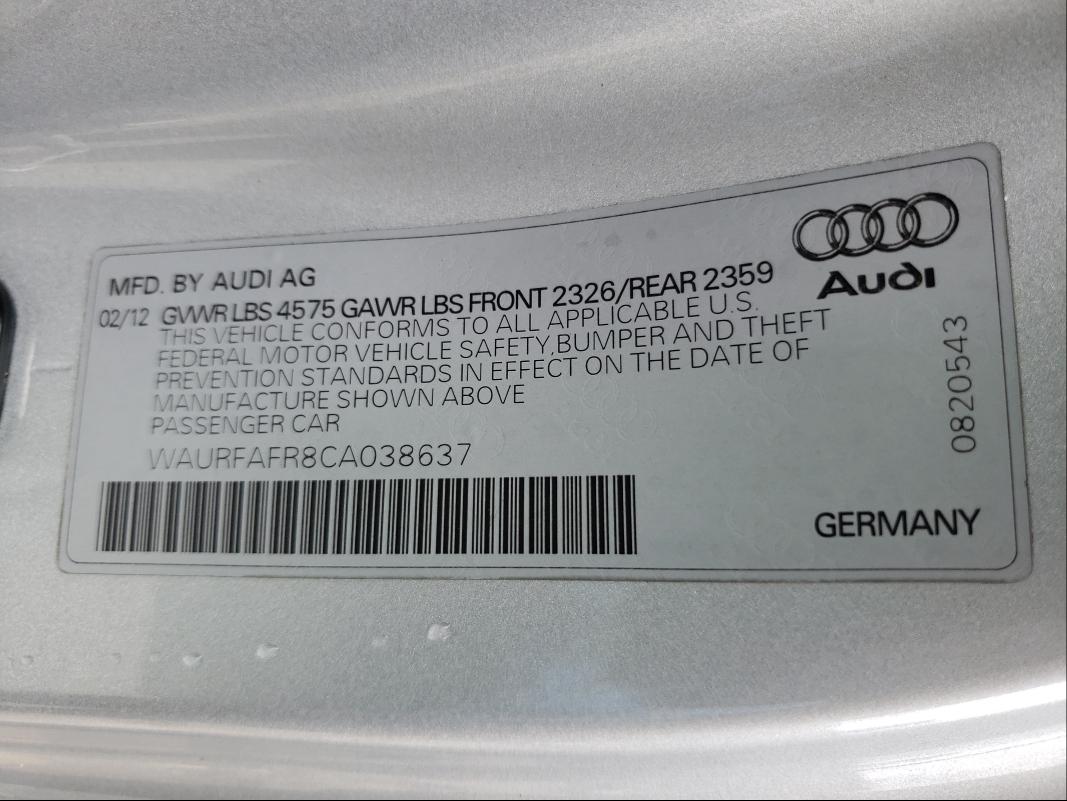 MFD. BY AUDI AG
02/12 GVWR LBS 4575 GAWR LBS FRONT 2326/REAR 2359
THIS VEHICLE CONFORMS TO ALL APPLICABLE U.S.
FEDERAL MOTOR VEHICLE SAFETY,BUMPER AND THEFT
PREVENTION STANDARDS IN EFFECT ON THE DATE OF
MANUFACTURE SHOWN ABOVE
PASSENGER CAR
WAURFAFR8CA038637
Audi
0820543
GERMANY